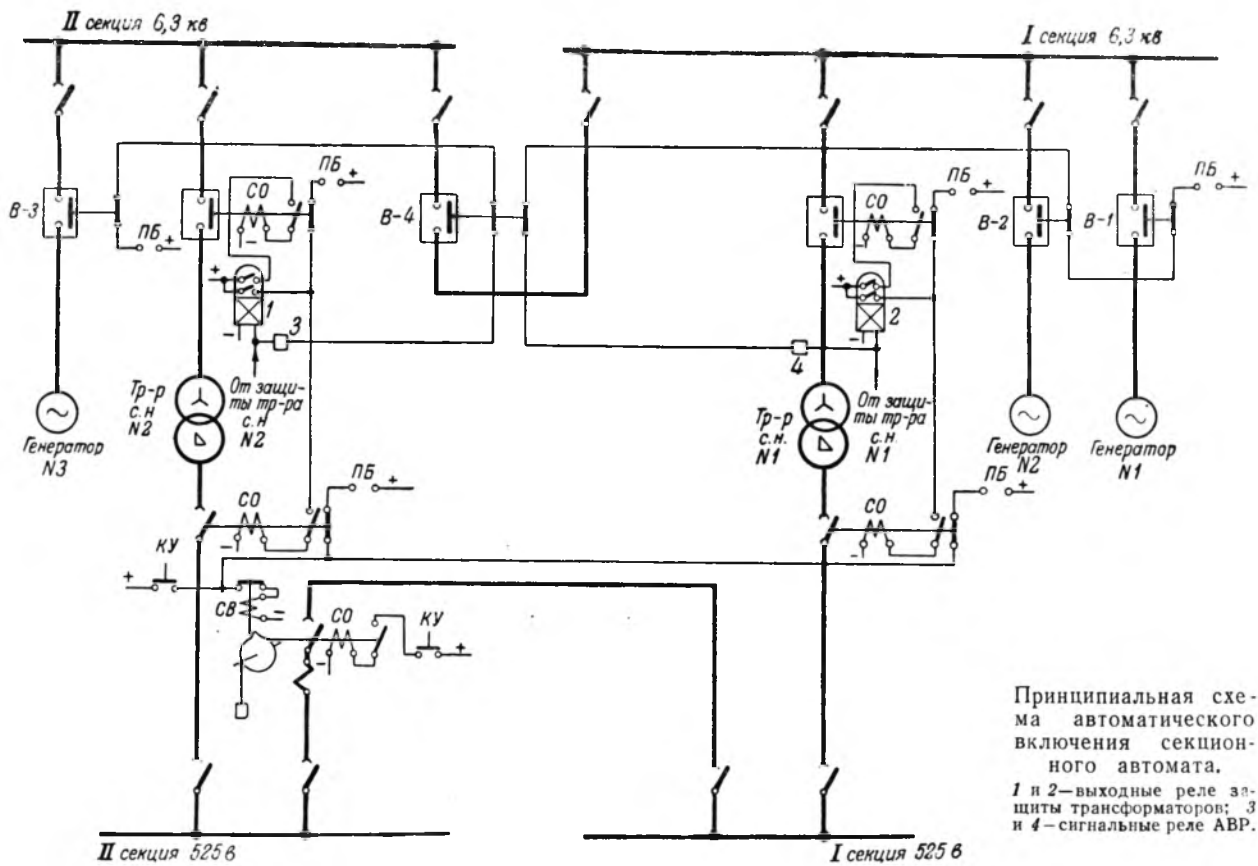 II секция 6,3 кв
I секция 6,3 кв
ПБ +
СО
В-3
ПБ +
В-4
ПБ +
СО
В-2
ПБ +
В-1
+
1
-
3
+
2
-
4
-
-
Тр-р
с.н
N2
От защи-
ты тр-ра
с.н
N2
Генератор
N3
Тр-р
с.н.
N1
От защи-
ты тр-ра
с.н.
N1
Генератор
N2
Генератор
N1
ПБ +
СО
-
ПБ +
СО
-
КУ
+
СВ
=
СО
-
КУ
+
II секция 525 в
I секция 525 в
Принципиальная схе-
ма автоматического
включения секцион-
ного автомата.
1 и 2—выходные реле за-
щиты трансформаторов; 3
и 4—сигнальные реле АВР.